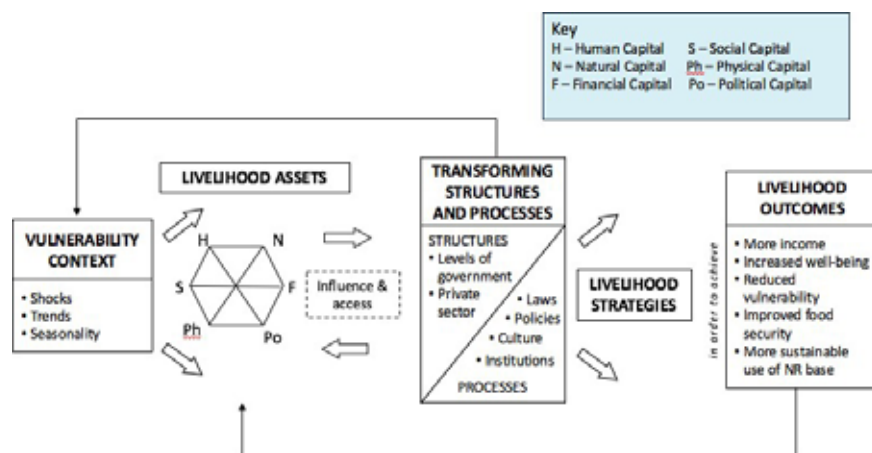 Key
H – Human Capital S – Social Capital
N – Natural Capital Ph – Physical Capital
F – Financial Capital Po – Political Capital
LIVELIHOOD ASSETS
VULNERABILITY
CONTEXT
• Shocks
• Trends
• Seasonality
H
N
S
F
Ph
Po
Influence &
access
TRANSFORMING
STRUCTURES
AND PROCESSES
STRUCTURES
• Levels of
government
• Private
sector
• Laws
• Policies
• Culture
• Institutions
PROCESSES
LIVELIHOOD
STRATEGIES
in order to achieve
LIVELIHOOD
OUTCOMES
• More income
• Increased well-being
• Reduced
vulnerability
• Improved food
security
• More sustainable
use of NR base